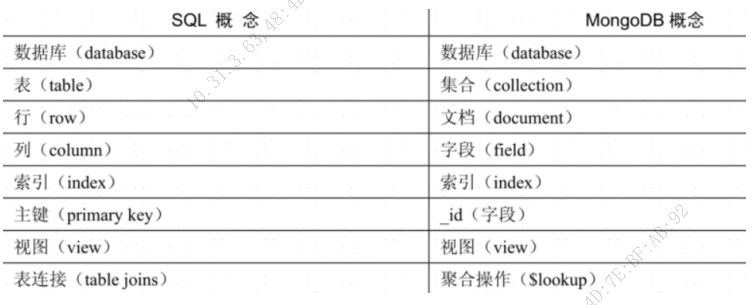 SQL 概 念 MongoDB 概念
数据库（database） 数据库（database）
表（table） 集合（collection）
行（row） 文档（document）
列（column） 字段（field）
索引（index） 索引（index）
主键（primary key） _id（字段）
视图（view） 视图（view）
表连接（table joins） 聚合操作（$lookup）
10.31.3.63,48:4D
4D:7E:BF:AB:92